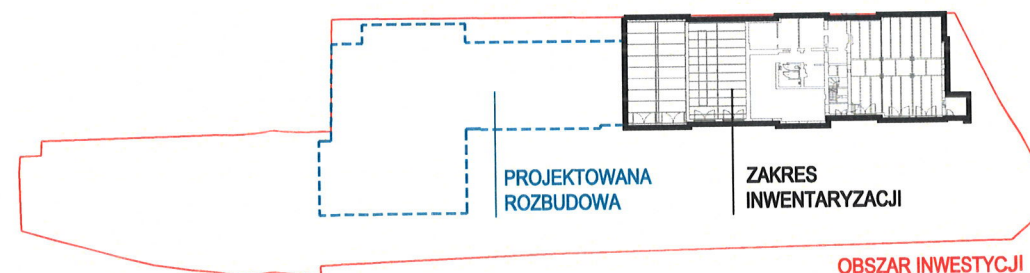 PROJEKTOWANA
ROZBUDOWA
ZAKRES
INWENTARYZACJI
OBSZAR INWESTYCJI